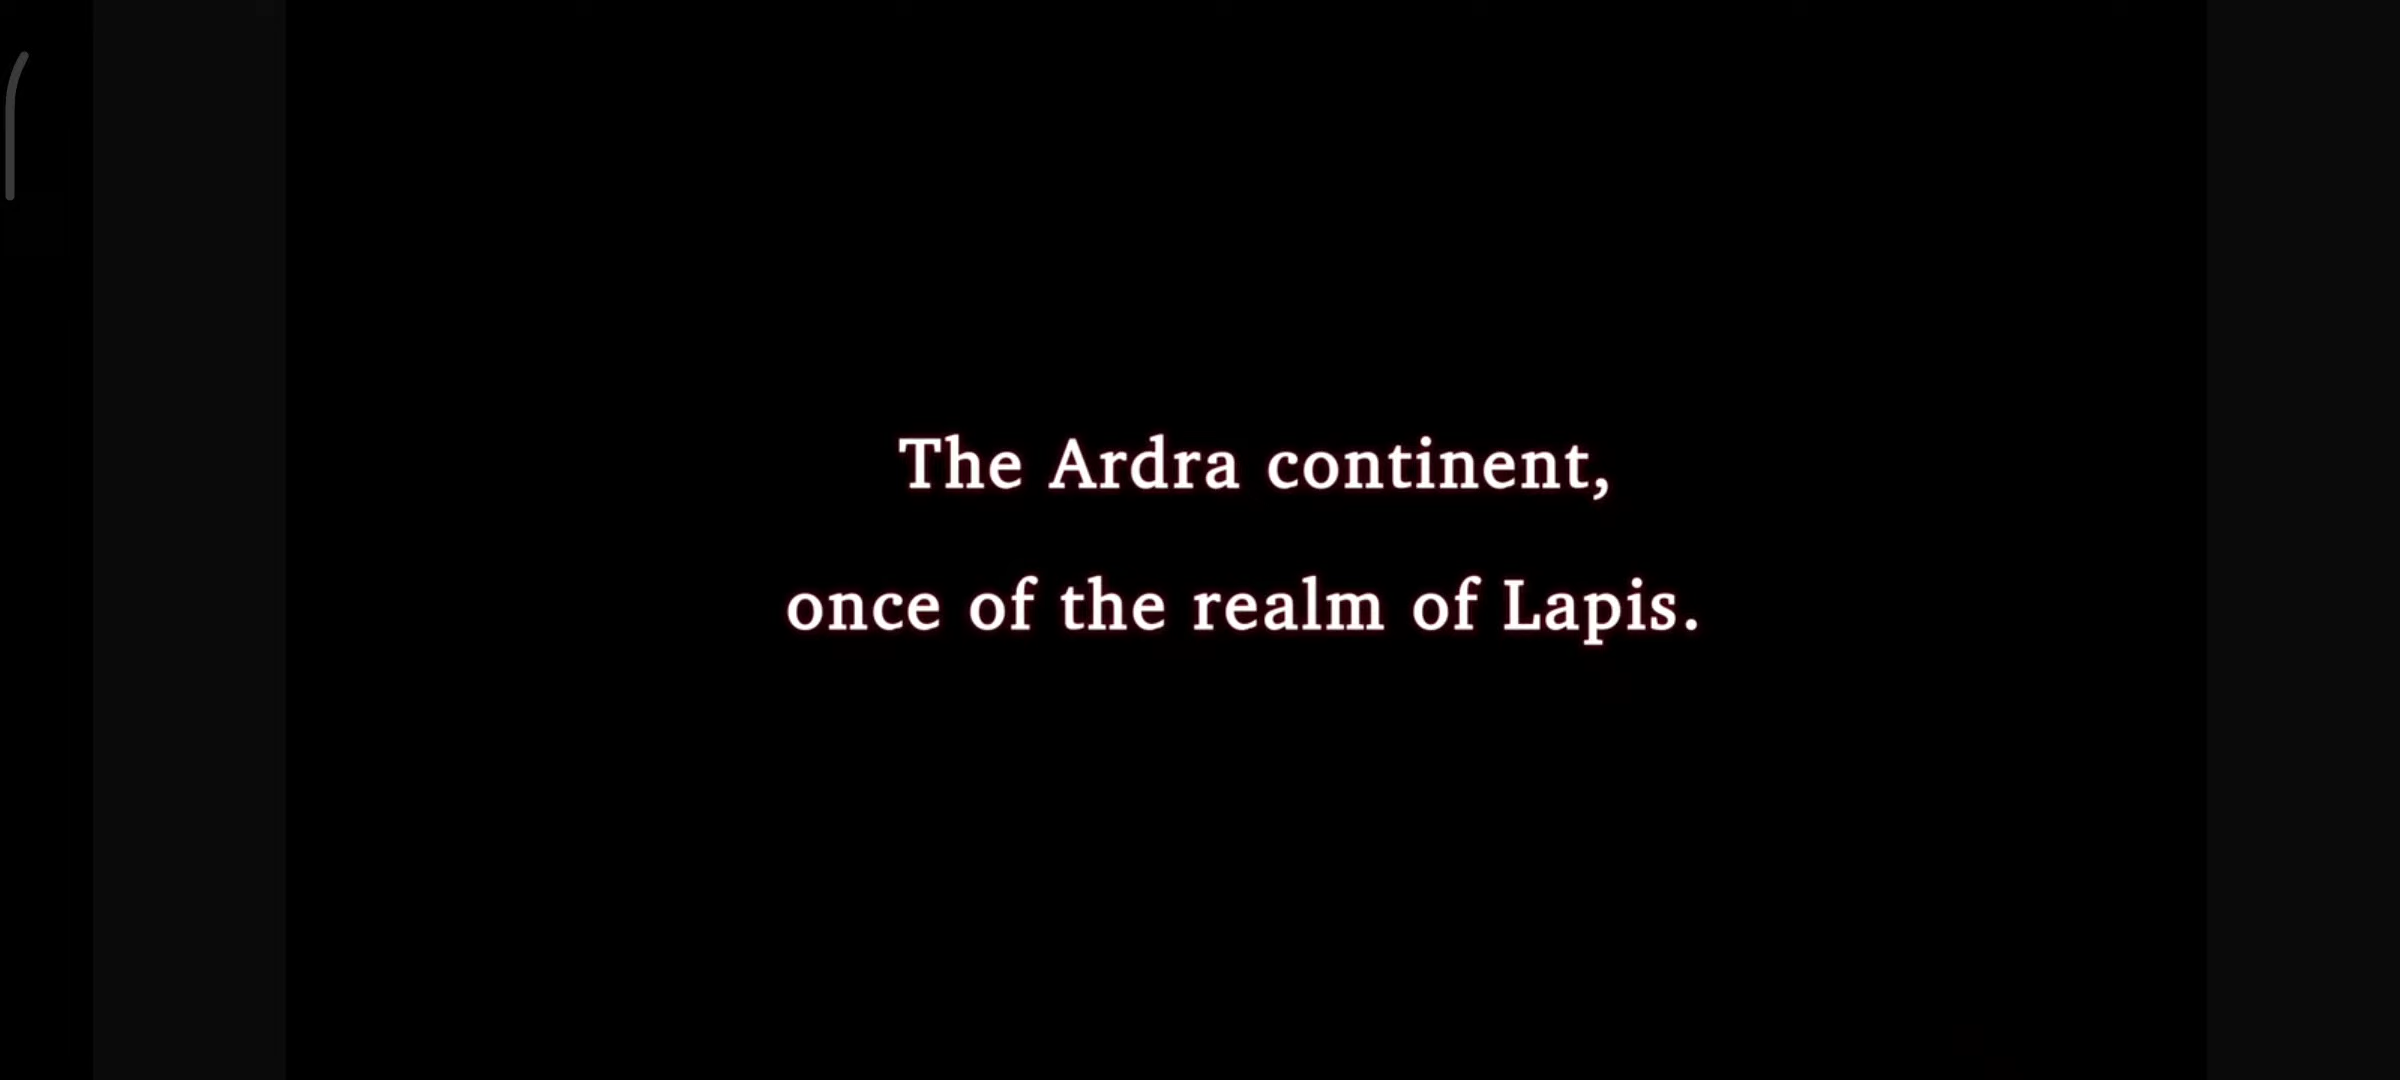 The Ardra continent,
once of the realm of Lapis.